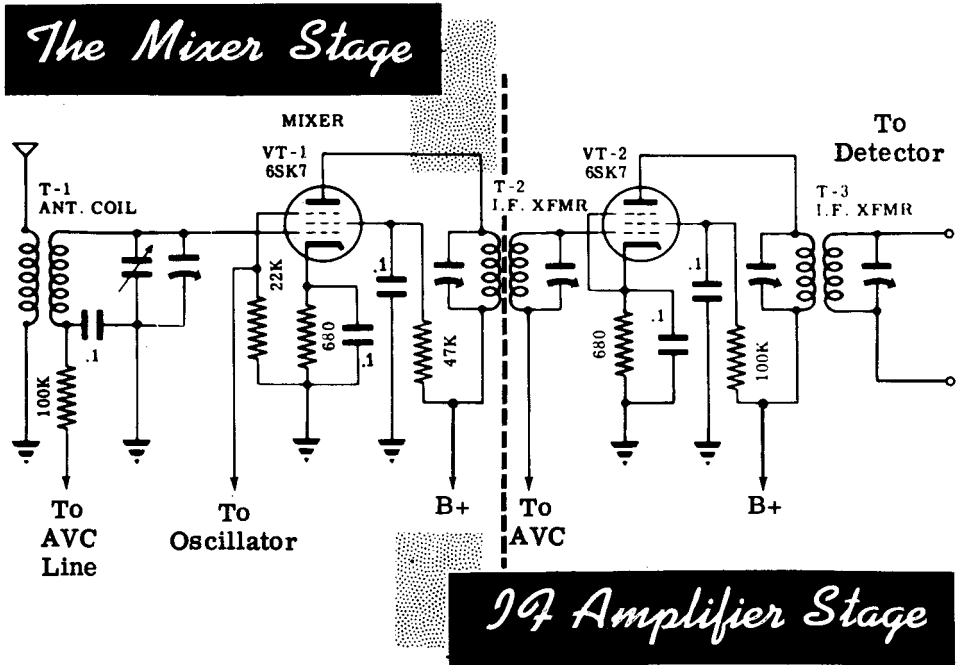 The Mixer Stage
MIXER
VT-1
6SK7
T-1
ANT. COIL
22K
680
.1
.1
.1
47K
100K
To
AVC
Line
To
Oscillator
B+
T-2
I.F. XFMR
VT-2
6SK7
To
Detector
T-3
I.F. XFMR
.1
.1
680
100K
To
AVC
B+
IF Amplifier Stage